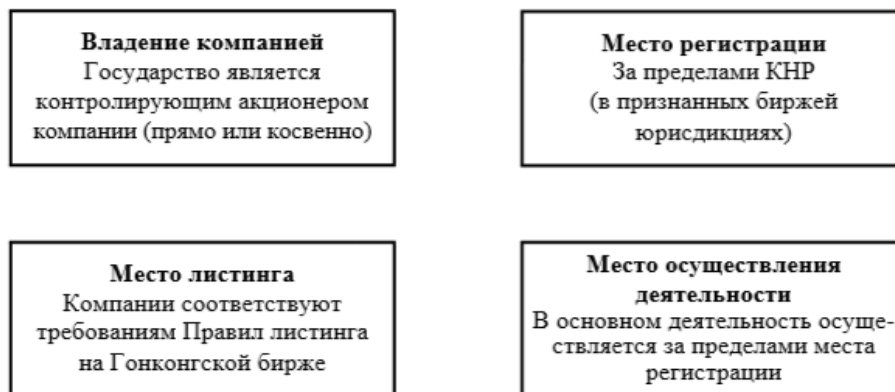 Владение компанией
Государство является
контролирующим акционером
компании (прямо или косвенно)
Место регистрации
За пределами КНР
(в признанных биржей
юрисдикциях)
Место листинга
Компании соответствуют
требованиям Правил листинга
на Гонконгской бирже
Место осуществления
деятельности
В основном деятельность осуще-
ствляется за пределами места
регистрации